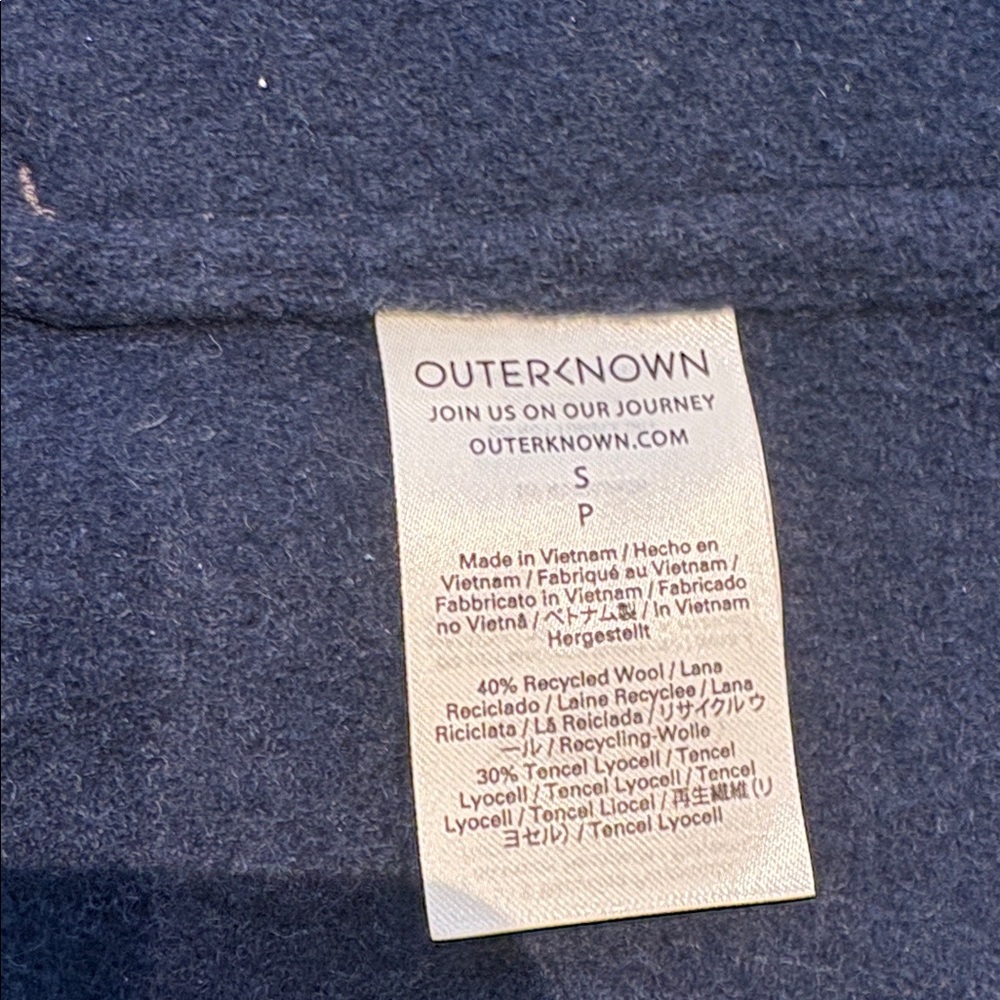 OUTERKNOWN
JOIN US ON OUR JOURNEY
OUTERKNOWN.COM
S
P
Made in Vietnam / Hecho en
Vietnam / Fabriqué au Vietnam /
Fabbricato in Vietnam / Fabricado
no Vietnã / ベトナム製 / In Vietnam
Hergestellt
40% Recycled Wool / Lana
Reciclado / Laine Recyclee / Lana
Riciclata / Lã Reiclada / リサイクルウ
ール / Recycling-Wolle
30% Tencel Lyocell / Tencel
Lyocell / Tencel Lyocell / Tencel
Lyocell / Tencel Liocel / 再生繊維 (リ
ヨセル) / Tencel Lyocell